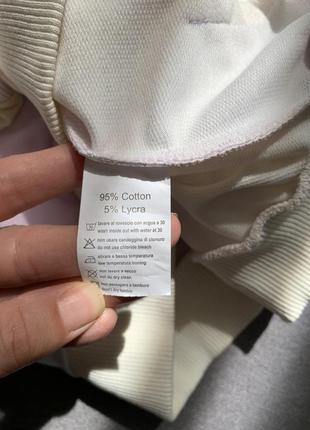 95% Cotton
5% Lycra
lavare al rovescio con acqua a 30
wash inside out with water at 30
non usare candeggina di clonuro
do not use chloride bleach
stirare a bassa temperatura
low temperature ironing
non lavare a secco
do not dry clean
non essiccare a tamburo